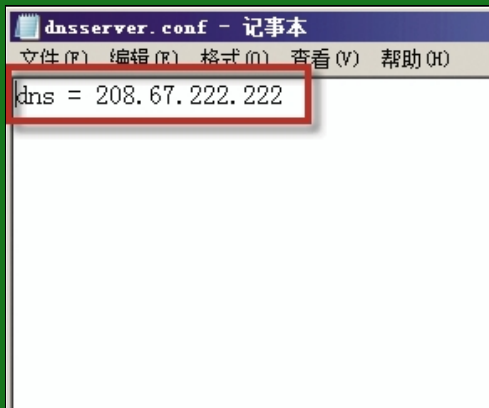 dnsserver.conf - 记事本
文件(F) 编辑(E) 格式(O) 查看(V) 帮助(H)
dns = 208.67.222.222